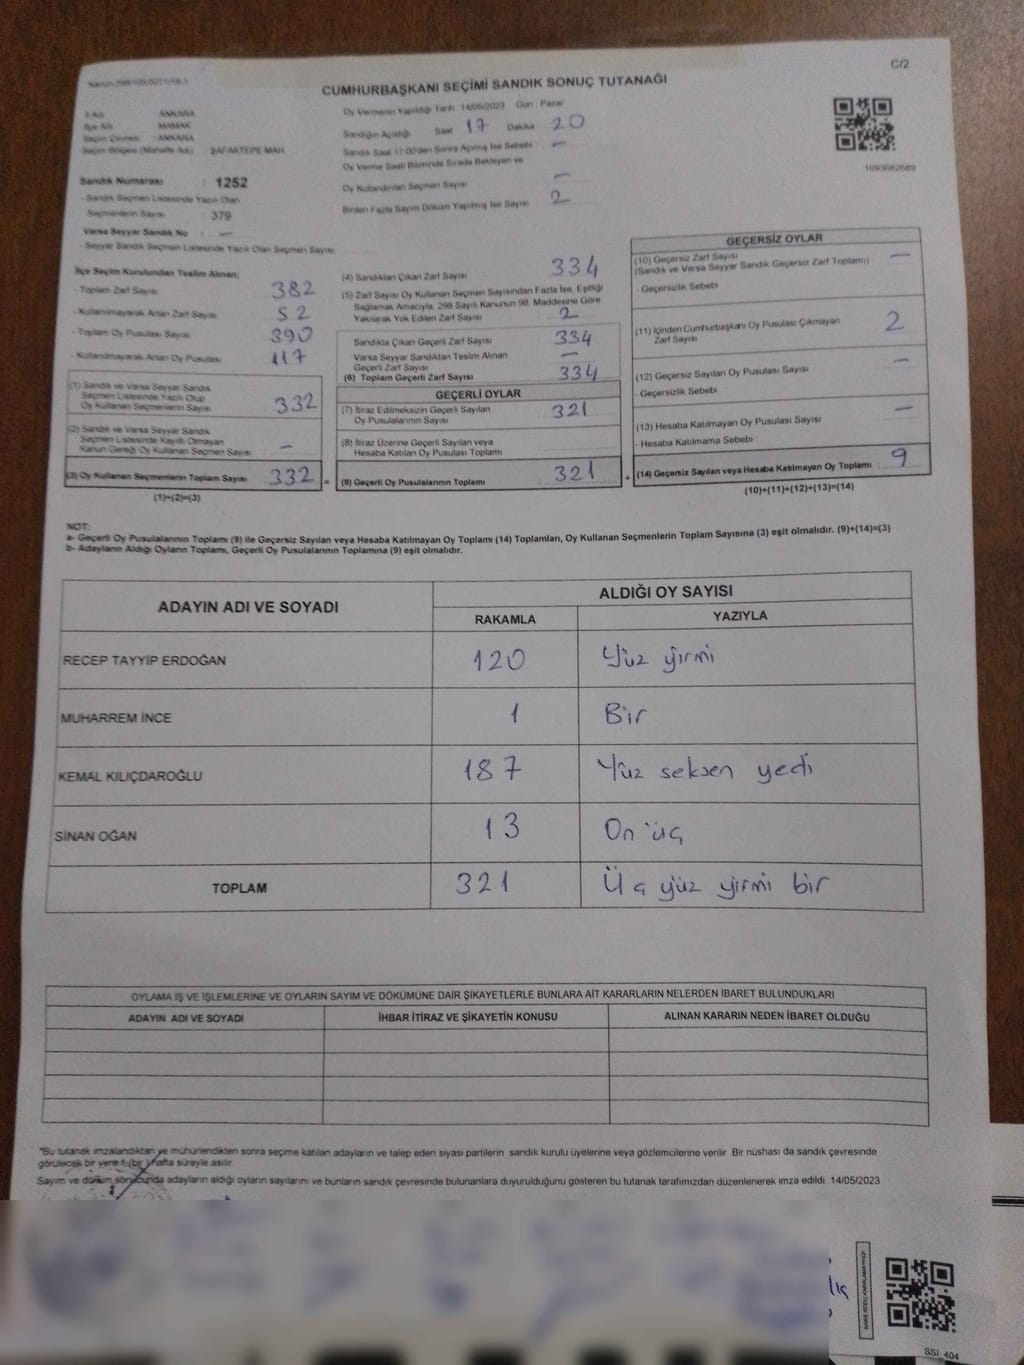 C/2
CUMHURBAŞKANI SEÇİMİ SANDIK SONUÇ TUTANAĞI
İl Adı : ANKARA
İlçe Adı : MAMAK
Seçim Çevresi : ANKARA
Seçim Bölgesi (Mahalle Adı) : ŞAFAKTEPE MAH.
Sandık Numarası : 1252
- Sandık Seçmen Listesinde Yazılı Olan
Seçmenlerin Sayısı : 379
Varsa Seyyar Sandık No : —
- Seyyar Sandık Seçmen Listesinde Yazılı Olan Seçmen Sayısı
Oy Vermenin Yapıldığı Tarih : 14/05/2023 Gün : Pazar
Sandığın Açıldığı Saat 17 Dakika 20
Sandık Saat 17:00'den Sonra Açılmış İse Sebebi —
Oy Verme Saati Bitiminde Sırada Bekleyen ve
Oy Kullandırılan Seçmen Sayısı —
Birden Fazla Sayım Döküm Yapılmış İse Sayısı 2
1093082689
İlçe Seçim Kurulundan Teslim Alınan;
- Toplam Zarf Sayısı 382
- Kullanılmayarak Artan Zarf Sayısı 52
- Toplam Oy Pusulası Sayısı 390
- Kullanılmayarak Artan Oy Pusulası 117
(1) Sandık ve Varsa Seyyar Sandık
Seçmen Listesinde Yazılı Olup
Oy Kullanan Seçmenlerin Sayısı 332
(2) Sandık ve Varsa Seyyar Sandık
Seçmen Listesinde Kayıtlı Olmayan
Kanun Gereği Oy Kullanan Seçmen Sayısı —
(3) Oy Kullanan Seçmenlerin Toplam Sayısı 332 =
(1)+(2)=(3)
(4) Sandıktan Çıkan Zarf Sayısı 334
(5) Zarf Sayısı Oy Kullanan Seçmen Sayısından Fazla İse, Eşitliği
Sağlamak Amacıyla, 298 Sayılı Kanunun 98. Maddesine Göre
Yakılarak Yok Edilen Zarf Sayısı 2
Sandıkta Çıkan Geçerli Zarf Sayısı 334
Varsa Seyyar Sandıktan Teslim Alınan
Geçerli Zarf Sayısı —
(6) Toplam Geçerli Zarf Sayısı 334
GEÇERLİ OYLAR
(7) İtiraz Edilmeksizin Geçerli Sayılan
Oy Pusulalarının Sayısı 321
(8) İtiraz Üzerine Geçerli Sayılan veya
Hesaba Katılan Oy Pusulası Toplamı
(9) Geçerli Oy Pusulalarının Toplamı 321 +
GEÇERSİZ OYLAR
(10) Geçersiz Zarf Sayısı —
(Sandık ve Varsa Seyyar Sandık Geçersiz Zarf Toplamı)
- Geçersizlik Sebebi
(11) İçinden Cumhurbaşkanı Oy Pusulası Çıkmayan
Zarf Sayısı 2
(12) Geçersiz Sayılan Oy Pusulası Sayısı —
- Geçersizlik Sebebi
(13) Hesaba Katılmayan Oy Pusulası Sayısı —
- Hesaba Katılmama Sebebi :
(14) Geçersiz Sayılan veya Hesaba Katılmayan Oy Toplamı 9
(10)+(11)+(12)+(13)=(14)
NOT:
a- Geçerli Oy Pusulalarının Toplamı (9) ile Geçersiz Sayılan veya Hesaba Katılmayan Oy Toplamı (14) Toplamları, Oy Kullanan Seçmenlerin Toplam Sayısına (3) eşit olmalıdır. (9)+(14)=(3)
b- Adayların Aldığı Oyların Toplamı, Geçerli Oy Pusulalarının Toplamına (9) eşit olmalıdır.
ADAYIN ADI VE SOYADI ALDIĞI OY SAYISI
RAKAMLA YAZIYLA
RECEP TAYYİP ERDOĞAN 120 Yüz yirmi
MUHARREM İNCE 1 Bir
KEMAL KILIÇDAROĞLU 187 Yüz seksen yedi
SİNAN OĞAN 13 On üç
TOPLAM 321 Üç yüz yirmi bir
OYLAMA İŞ VE İŞLEMLERİNE VE OYLARIN SAYIM VE DÖKÜMÜNE DAİR ŞİKAYETLERLE BUNLARA AİT KARARLARIN NELERDEN İBARET BULUNDUKLARI
ADAYIN ADI VE SOYADI İHBAR İTİRAZ VE ŞİKAYETİN KONUSU ALINAN KARARIN NEDEN İBARET OLDUĞU
*Bu tutanak imzalandıktan ve mühürlendikten sonra seçime katılan adayların ve talep eden siyasi partilerin sandık kurulu üyelerine veya gözlemcilerine verilir. Bir nüshası da sandık çevresinde
görülecek bir yere 1 (bir) hafta süreyle asılır.
Sayım ve döküm sonucunda adayların aldığı oyların sayılarını ve bunların sandık çevresinde bulunanlara duyurulduğunu gösteren bu tutanak tarafımızdan düzenlenerek imza edildi. 14/05/2023
SSI_404